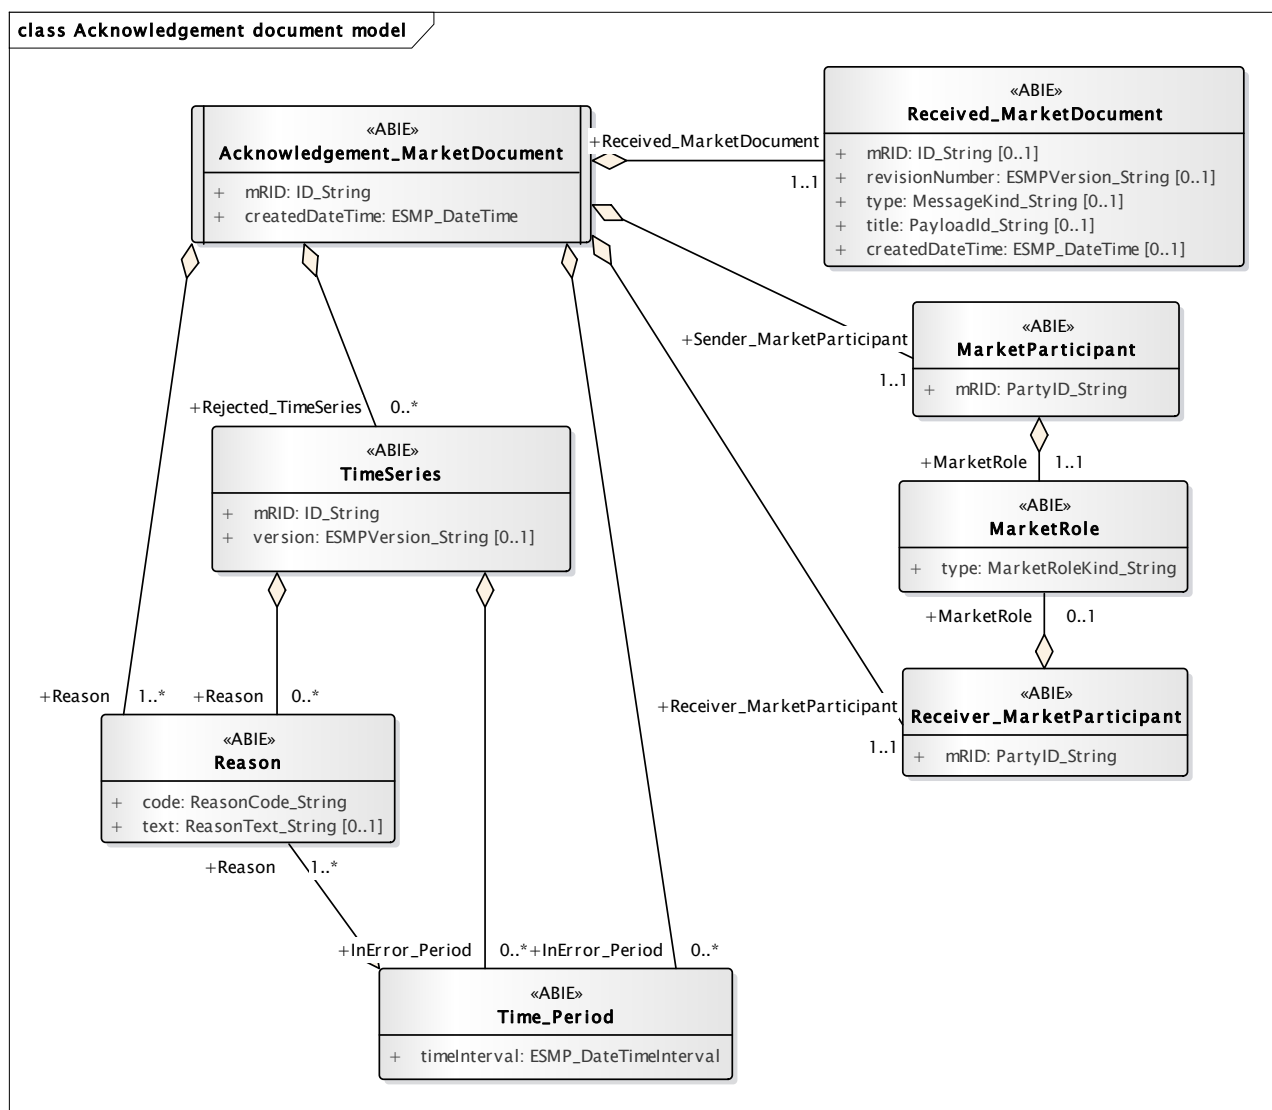 class Acknowledgement document model
«ABIE»
Acknowledgement_MarketDocument
+ mRID: ID_String
+ createdDateTime: ESMP_DateTime
+Received_MarketDocument
1..1
«ABIE»
Received_MarketDocument
+ mRID: ID_String [0..1]
+ revisionNumber: ESMPVersion_String [0..1]
+ type: MessageKind_String [0..1]
+ title: PayloadId_String [0..1]
+ createdDateTime: ESMP_DateTime [0..1]
+Sender_MarketParticipant
1..1
«ABIE»
MarketParticipant
+ mRID: PartyID_String
+MarketRole 1..1
«ABIE»
MarketRole
+ type: MarketRoleKind_String
+MarketRole 0..1
+Receiver_MarketParticipant
1..1
«ABIE»
Receiver_MarketParticipant
+ mRID: PartyID_String
+Rejected_TimeSeries 0..*
«ABIE»
TimeSeries
+ mRID: ID_String
+ version: ESMPVersion_String [0..1]
+Reason 1..* +Reason 0..*
«ABIE»
Reason
+ code: ReasonCode_String
+ text: ReasonText_String [0..1]
+Reason 1..*
+InError_Period 0..* +InError_Period 0..*
«ABIE»
Time_Period
+ timeInterval: ESMP_DateTimeInterval